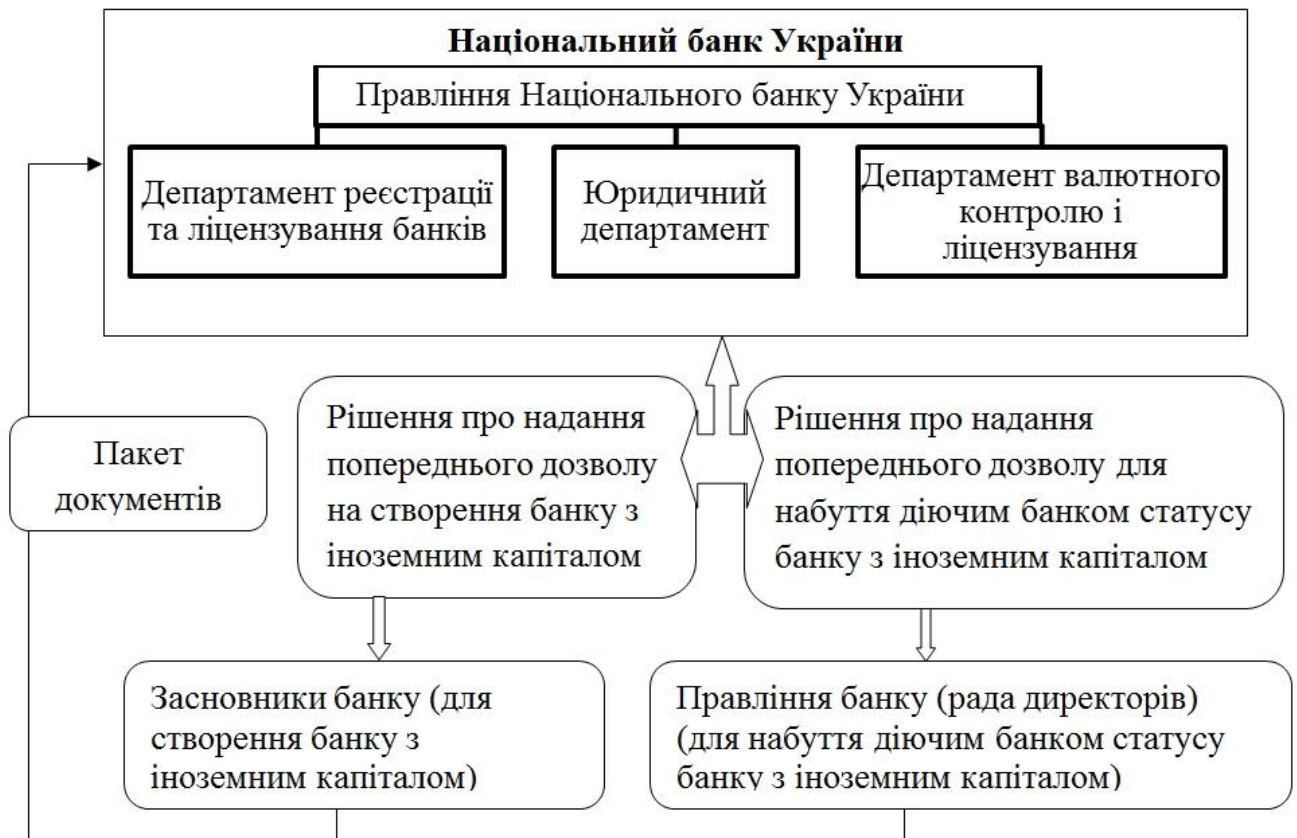 Національний банк України
Правління Національного банку України
Департамент реєстрації
та ліцензування банків
Юридичний
департамент
Департамент валютного
контролю і
ліцензування
Пакет
документів
Рішення про надання
попереднього дозволу
на створення банку з
іноземним капіталом
Рішення про надання
попереднього дозволу для
набуття діючим банком статусу
банку з іноземним капіталом
Засновники банку (для
створення банку з
іноземним капіталом)
Правління банку (рада директорів)
(для набуття діючим банком статусу
банку з іноземним капіталом)